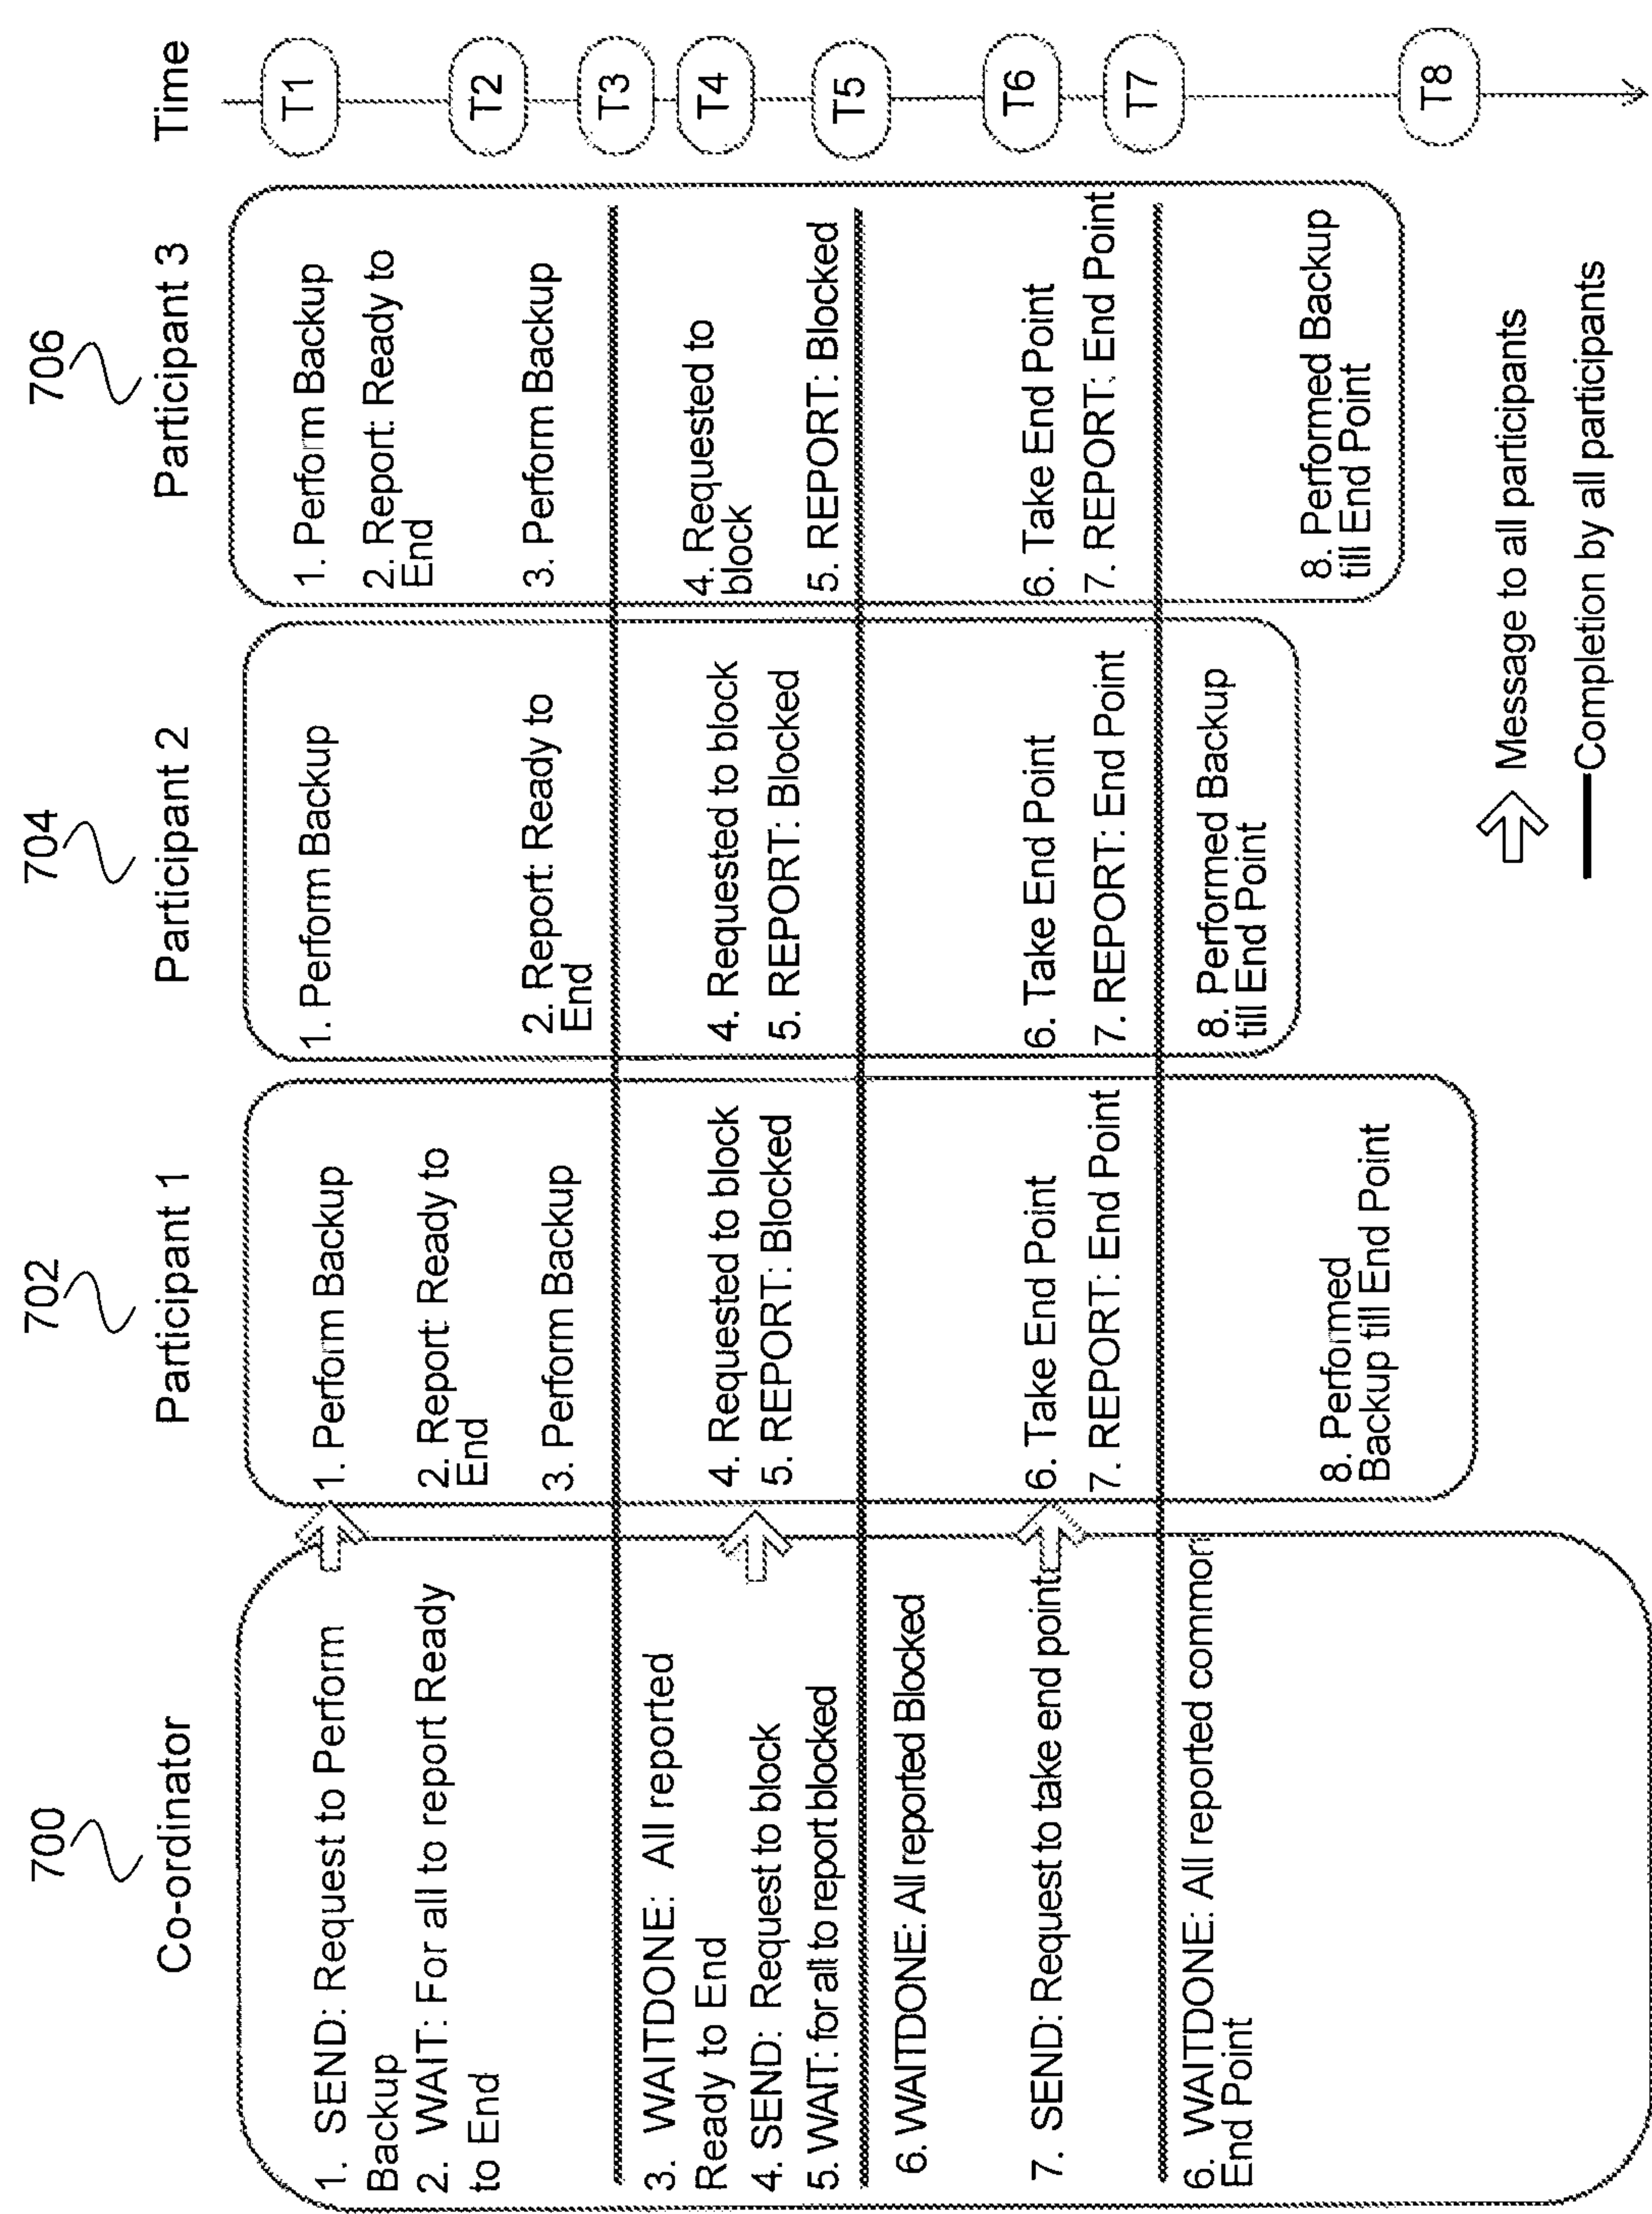 700
Co-ordinator
1. SEND: Request to Perform
Backup
2. WAIT: For all to report Ready
to End
3. WAITDONE: All reported
Ready to End
4. SEND: Request to block
5. WAIT: for all to report blocked
6. WAITDONE: All reported Blocked
7. SEND: Request to take end point
6. WAITDONE: All reported common
End Point
702
Participant 1
1. Perform Backup
2. Report: Ready to
End
3. Perform Backup
4. Requested to block
5. REPORT: Blocked
6. Take End Point
7. REPORT: End Point
8. Performed
Backup till End Point
704
Participant 2
1. Perform Backup
2. Report: Ready to
End
4. Requested to block
5. REPORT: Blocked
6. Take End Point
7. REPORT: End Point
8. Performed Backup
till End Point
706
Participant 3
1. Perform Backup
2. Report: Ready to
End
3. Perform Backup
4. Requested to
block
5. REPORT: Blocked
6. Take End Point
7. REPORT: End Point
8. Performed Backup
till End Point
Time
T1
T2
T3
T4
T5
T6
T7
T8
Message to all participants
Completion by all participants